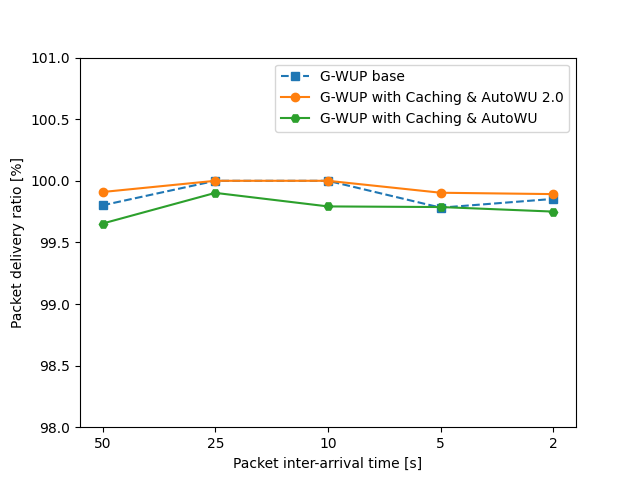 101.0
100.5
100.0
99.5
99.0
98.5
98.0
Packet delivery ratio [%]
G-WUP base
G-WUP with Caching & AutoWU 2.0
G-WUP with Caching & AutoWU
50 25 10 5 2
Packet inter-arrival time [s]